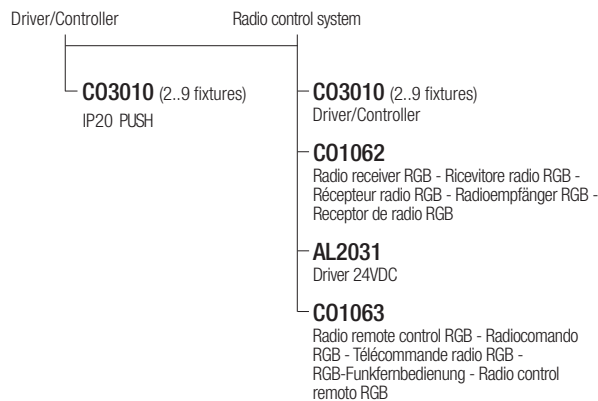 Driver/Controller
Radio control system
CO3010 (2..9 fixtures)
IP20 PUSH
CO3010 (2..9 fixtures)
Driver/Controller
CO1062
Radio receiver RGB - Ricevitore radio RGB -
Récepteur radio RGB - Radioempfänger RGB -
Receptor de radio RGB
AL2031
Driver 24VDC
CO1063
Radio remote control RGB - Radiocomando
RGB - Télécommande radio RGB -
RGB-Funkfernbedienung - Radio control
remoto RGB